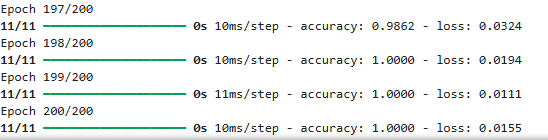 Epoch 197/200
11/11 ━━━━━━━━━━━━━━━━━━━━ 0s 10ms/step - accuracy: 0.9862 - loss: 0.0324
Epoch 198/200
11/11 ━━━━━━━━━━━━━━━━━━━━ 0s 10ms/step - accuracy: 1.0000 - loss: 0.0194
Epoch 199/200
11/11 ━━━━━━━━━━━━━━━━━━━━ 0s 11ms/step - accuracy: 1.0000 - loss: 0.0111
Epoch 200/200
11/11 ━━━━━━━━━━━━━━━━━━━━ 0s 10ms/step - accuracy: 1.0000 - loss: 0.0155